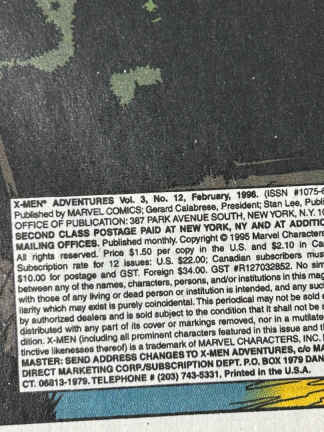 X-MEN® ADVENTURES Vol. 3, No. 12, February, 1996. (ISSN #1075-
Published by MARVEL COMICS; Gerard Calabrese, President; Stan Lee, Publi
OFFICE OF PUBLICATION: 387 PARK AVENUE SOUTH, NEW YORK, N.Y. 10
SECOND CLASS POSTAGE PAID AT NEW YORK, NY AND AT ADDITIO
MAILING OFFICES. Published monthly. Copyright © 1995 Marvel Characters
All rights reserved. Price $1.50 per copy in the U.S. and $2.10 in Ca
Subscription rate for 12 issues: U.S. $22.00; Canadian subscribers mus
$10.00 for postage and GST. Foreign $34.00. GST #R127032852. No sim
between any of the names, characters, persons, and/or institutions in this mag
with those of any living or dead person or institution is intended, and any suc
ilarity which may exist is purely coincidental. This periodical may not be sold e
by authorized dealers and is sold subject to the condition that it shall not be s
distributed with any part of its cover or markings removed, nor in a mutilate
dition. X-MEN (including all prominent characters featured in this issue and th
tinctive likenesses thereof) is a trademark of MARVEL CHARACTERS, INC. P
MASTER: SEND ADDRESS CHANGES TO X-MEN ADVENTURES, c/o MA
DIRECT MARKETING CORP/SUBSCRIPTION DEPT. P.O. BOX 1979 DAN
CT. 06813-1979. TELEPHONE # (203) 743-5331. Printed in the U.S.A.